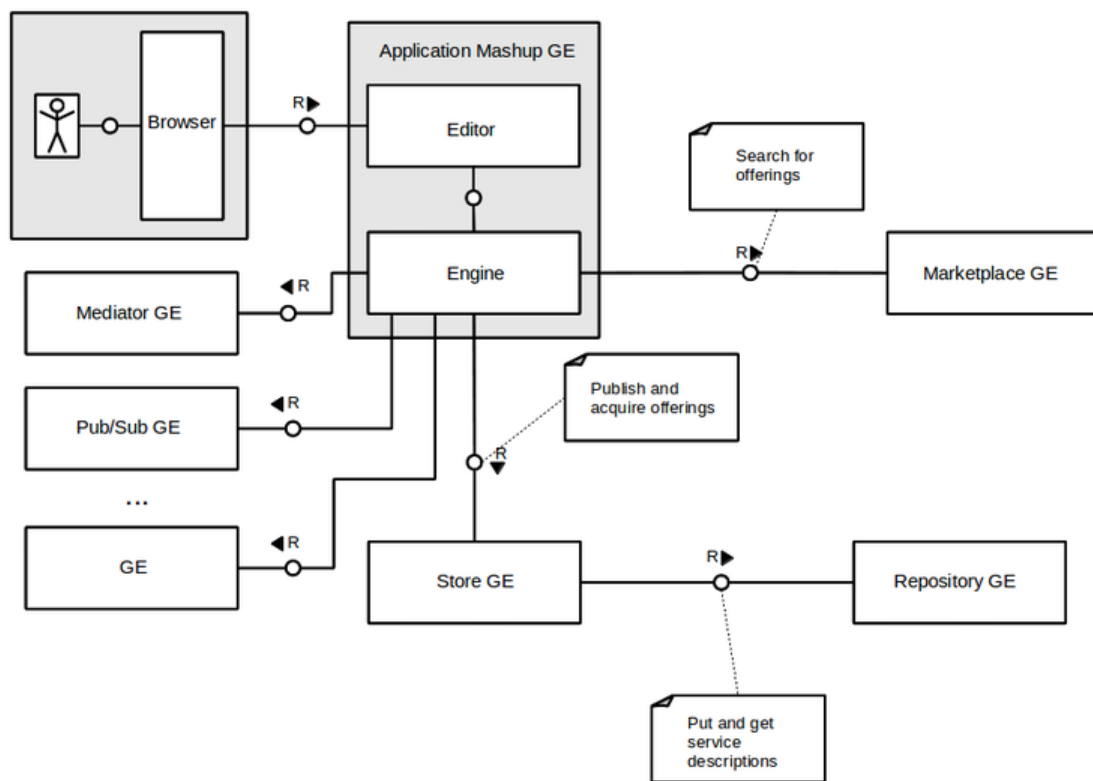 Application Mashup GE
R
Browser
Editor
Search for
offerings
R
Engine
Marketplace GE
R
Mediator GE
Publish and
acquire offerings
R
Pub/Sub GE
R
...
R
GE
R
Store GE
Repository GE
Put and get
service
descriptions